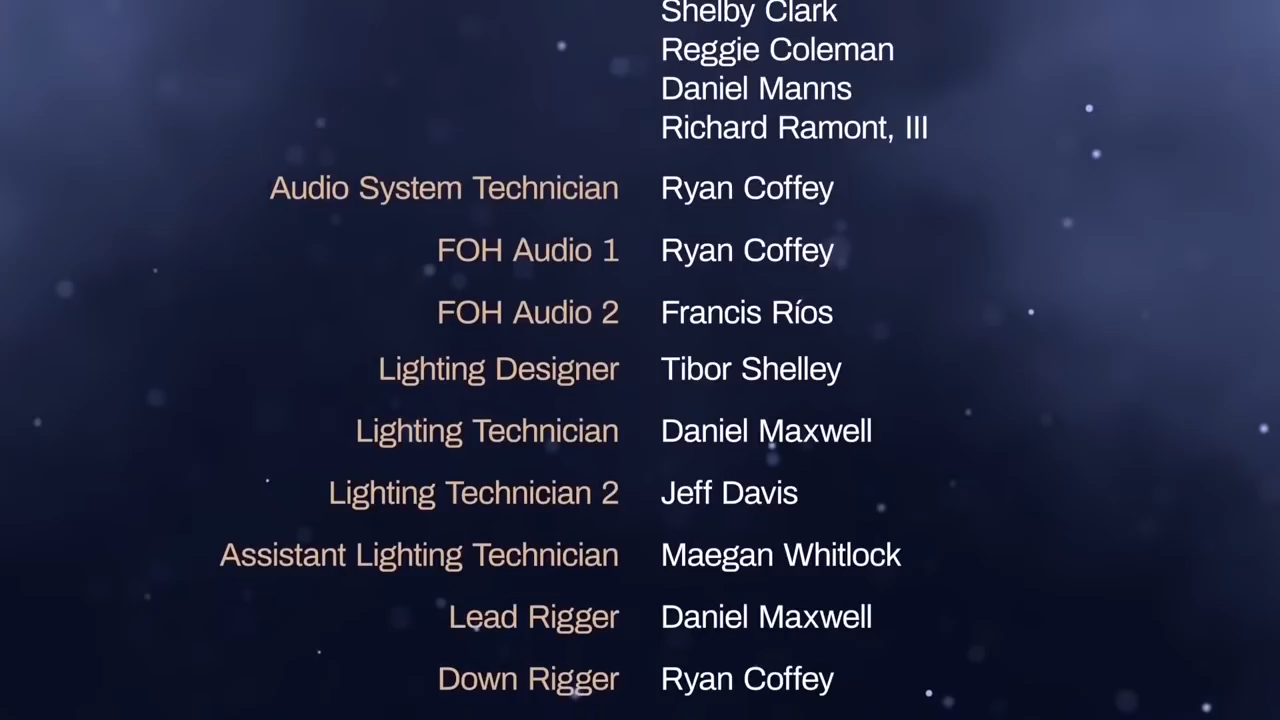 Shelby Clark
Reggie Coleman
Daniel Manns
Richard Ramont, III
Audio System Technician Ryan Coffey
FOH Audio 1 Ryan Coffey
FOH Audio 2 Francis Ríos
Lighting Designer Tibor Shelley
Lighting Technician Daniel Maxwell
Lighting Technician 2 Jeff Davis
Assistant Lighting Technician Maegan Whitlock
Lead Rigger Daniel Maxwell
Down Rigger Ryan Coffey